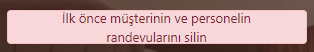 İlk önce müşterinin ve personelin
randevularını silin